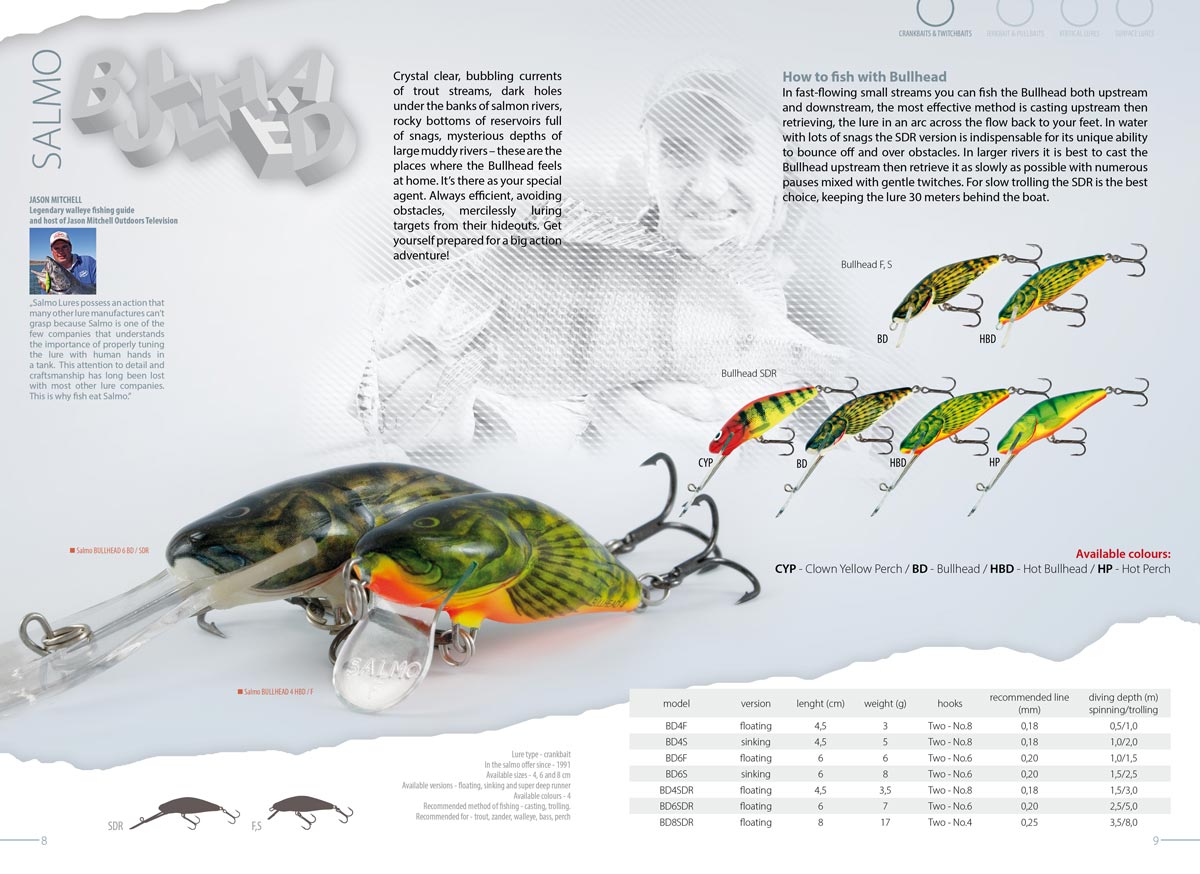 CRANKBAITS & TWITCHBAITS
JERKBAIT & PULLBAITS
VERTICAL LURES
SURFACE LURES
SALMO
BULLHEAD
JASON MITCHELL
Legendary walleye fishing guide
and host of Jason Mitchell Outdoors Television
„Salmo Lures possess an action that
many other lure manufactures can't
grasp because Salmo is one of the
few companies that understands
the importance of properly tuning
the lure with human hands in
a tank. This attention to detail and
craftsmanship has long been lost
with most other lure companies.
This is why fish eat Salmo."
Crystal clear, bubbling currents
of trout streams, dark holes
under the banks of salmon rivers,
rocky bottoms of reservoirs full
of snags, mysterious depths of
large muddy rivers – these are the
places where the Bullhead feels
at home. It's there as your special
agent. Always efficient, avoiding
obstacles, mercilessly luring
targets from their hideouts. Get
yourself prepared for a big action
adventure!
How to fish with Bullhead
In fast-flowing small streams you can fish the Bullhead both upstream
and downstream, the most effective method is casting upstream then
retrieving, the lure in an arc across the flow back to your feet. In water
with lots of snags the SDR version is indispensable for its unique ability
to bounce off and over obstacles. In larger rivers it is best to cast the
Bullhead upstream then retrieve it as slowly as possible with numerous
pauses mixed with gentle twitches. For slow trolling the SDR is the best
choice, keeping the lure 30 meters behind the boat.
Bullhead F, S
BD
HBD
Bullhead SDR
CYP
BD
HBD
HP
Available colours:
CYP - Clown Yellow Perch / BD - Bullhead / HBD - Hot Bullhead / HP - Hot Perch
Salmo BULLHEAD 6 BD / SDR
SALMO
Salmo BULLHEAD 4 HBD / F
Lure type - crankbait
In the salmo offer since - 1991
Available sizes - 4, 6 and 8 cm
Available versions - floating, sinking and super deep runner
Available colours - 4
Recommended method of fishing - casting, trolling.
Recommended for - trout, zander, walleye, bass, perch
SDR
F,S
model version lenght (cm) weight (g) hooks recommended line (mm) diving depth (m) spinning/trolling
BD4F floating 4,5 3 Two - No.8 0,18 0,5/1,0
BD4S sinking 4,5 5 Two - No.8 0,18 1,0/2,0
BD6F floating 6 6 Two - No.6 0,20 1,0/1,5
BD6S sinking 6 8 Two - No.6 0,20 1,5/2,5
BD4SDR floating 4,5 3,5 Two - No.8 0,18 1,5/3,0
BD6SDR floating 6 7 Two - No.6 0,20 2,5/5,0
BD8SDR floating 8 17 Two - No.4 0,25 3,5/8,0
8
9